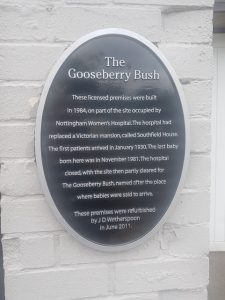 The
Gooseberry Bush
These licensed premises were built
in 1984, on part of the site occupied by
Nottingham Women's Hospital. The hospital had
replaced a Victorian mansion, called Southfield House.
The first patients arrived in January 1930. The last baby
born here was in November 1981. The hospital
closed, with the site then partly cleared for
The Gooseberry Bush, named after the place
where babies were said to arrive.
These premises were refurbished
by J D Wetherspoon
in June 2011.